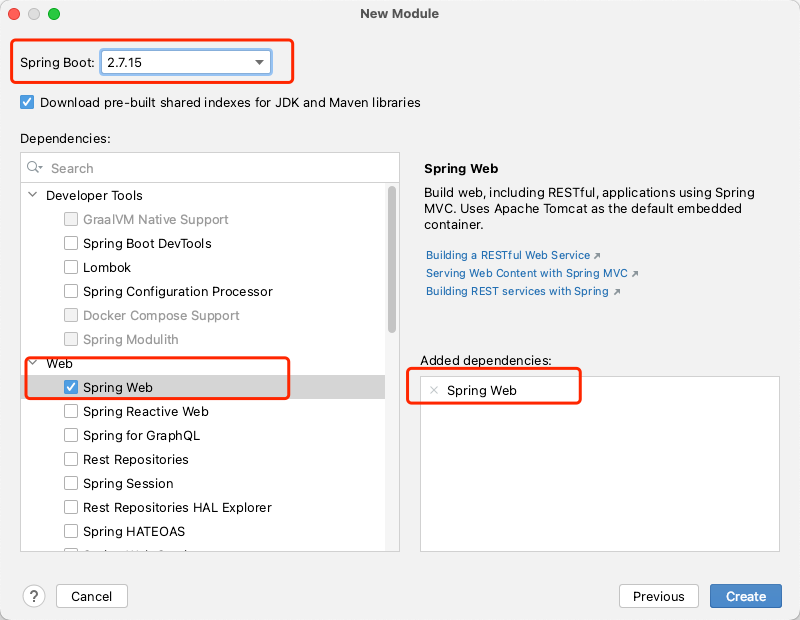 New Module
Spring Boot: 2.7.15
Download pre-built shared indexes for JDK and Maven libraries
Dependencies:
Search
Developer Tools
GraalVM Native Support
Spring Boot DevTools
Lombok
Spring Configuration Processor
Docker Compose Support
Spring Modulith
Web
Spring Web
Spring Reactive Web
Spring for GraphQL
Rest Repositories
Spring Session
Rest Repositories HAL Explorer
Spring HATEOAS
Spring Web
Build web, including RESTful, applications using Spring
MVC. Uses Apache Tomcat as the default embedded
container.
Building a RESTful Web Service ↗
Serving Web Content with Spring MVC ↗
Building REST services with Spring ↗
Added dependencies:
× Spring Web
? Cancel Previous Create